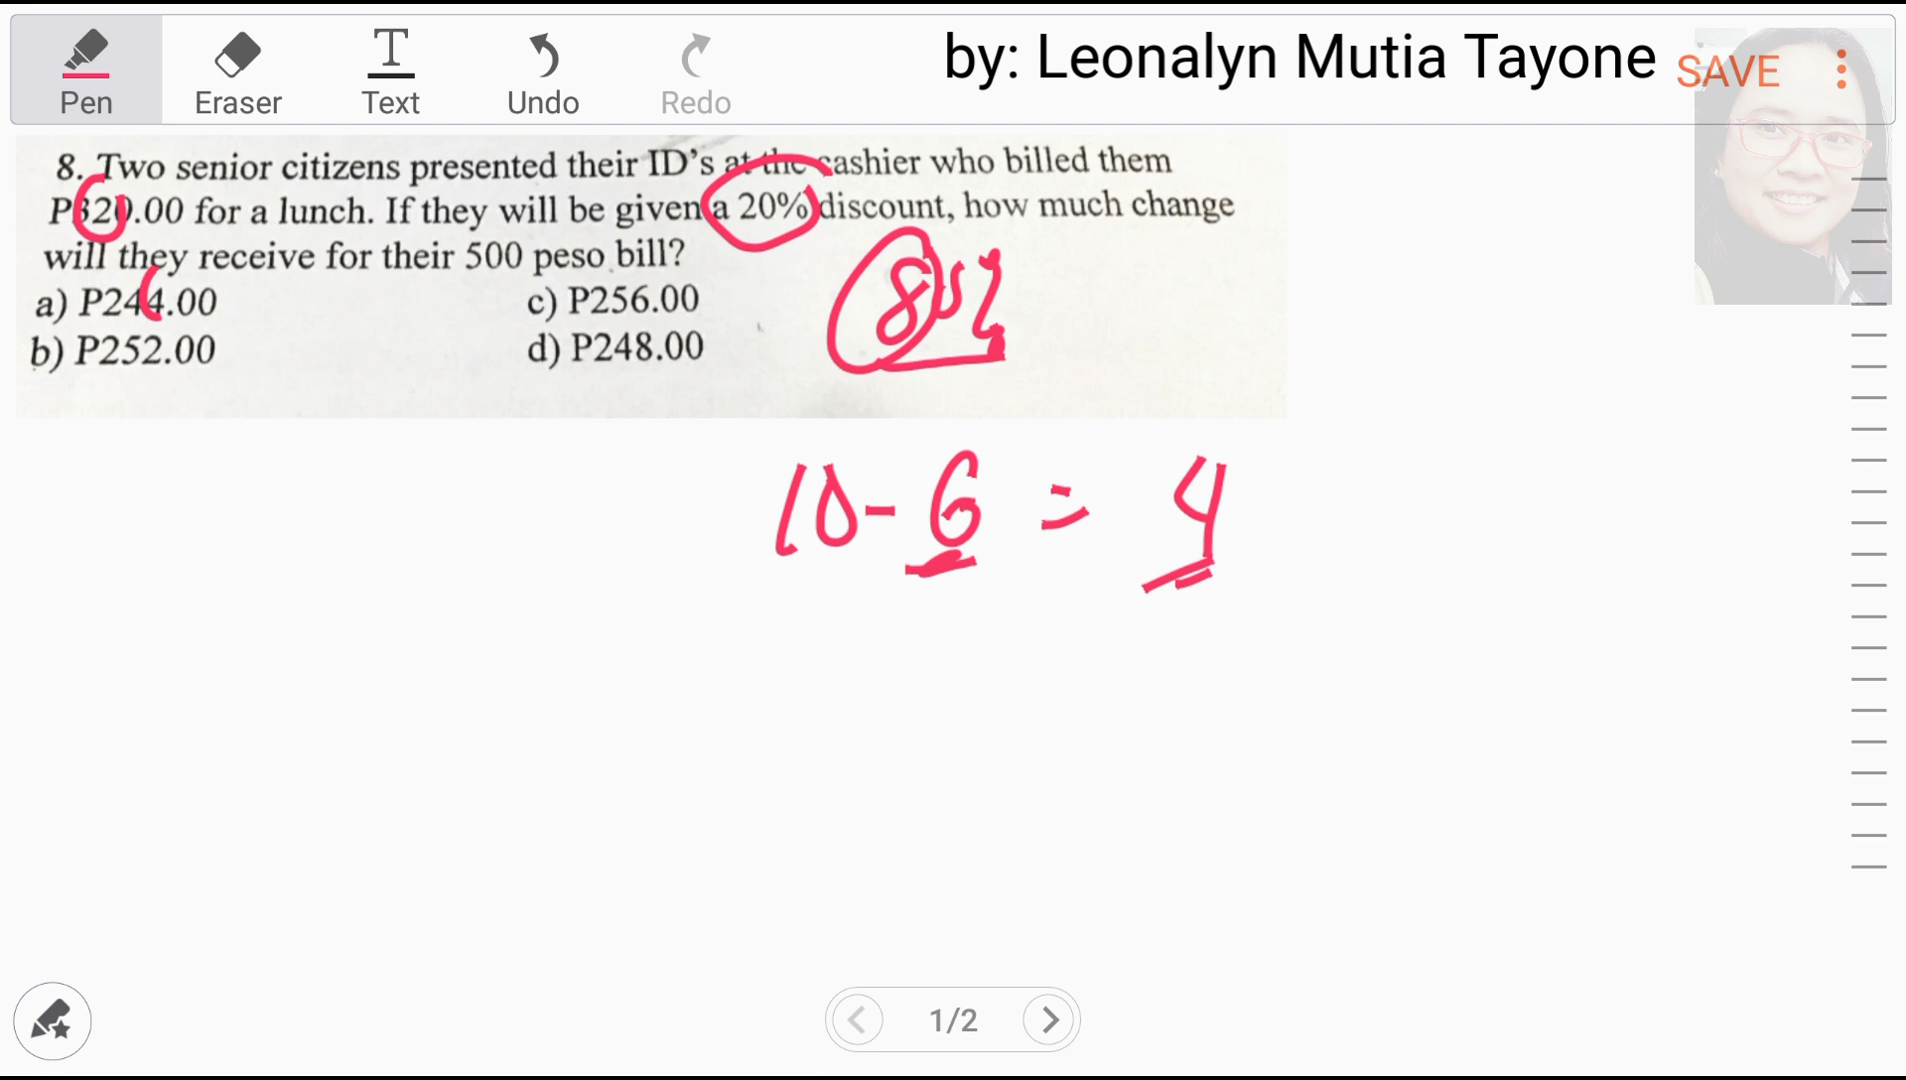 by: Leonalyn Mutia Tayone
SAVE
Pen
Eraser
Text
Undo
Redo
8. Two senior citizens presented their ID's at the cashier who billed them
P320.00 for a lunch. If they will be given a 20% discount, how much change
will they receive for their 500 peso bill?
a) P244.00
c) P256.00
b) P252.00
d) P248.00
10 - 6 = 4
1/2